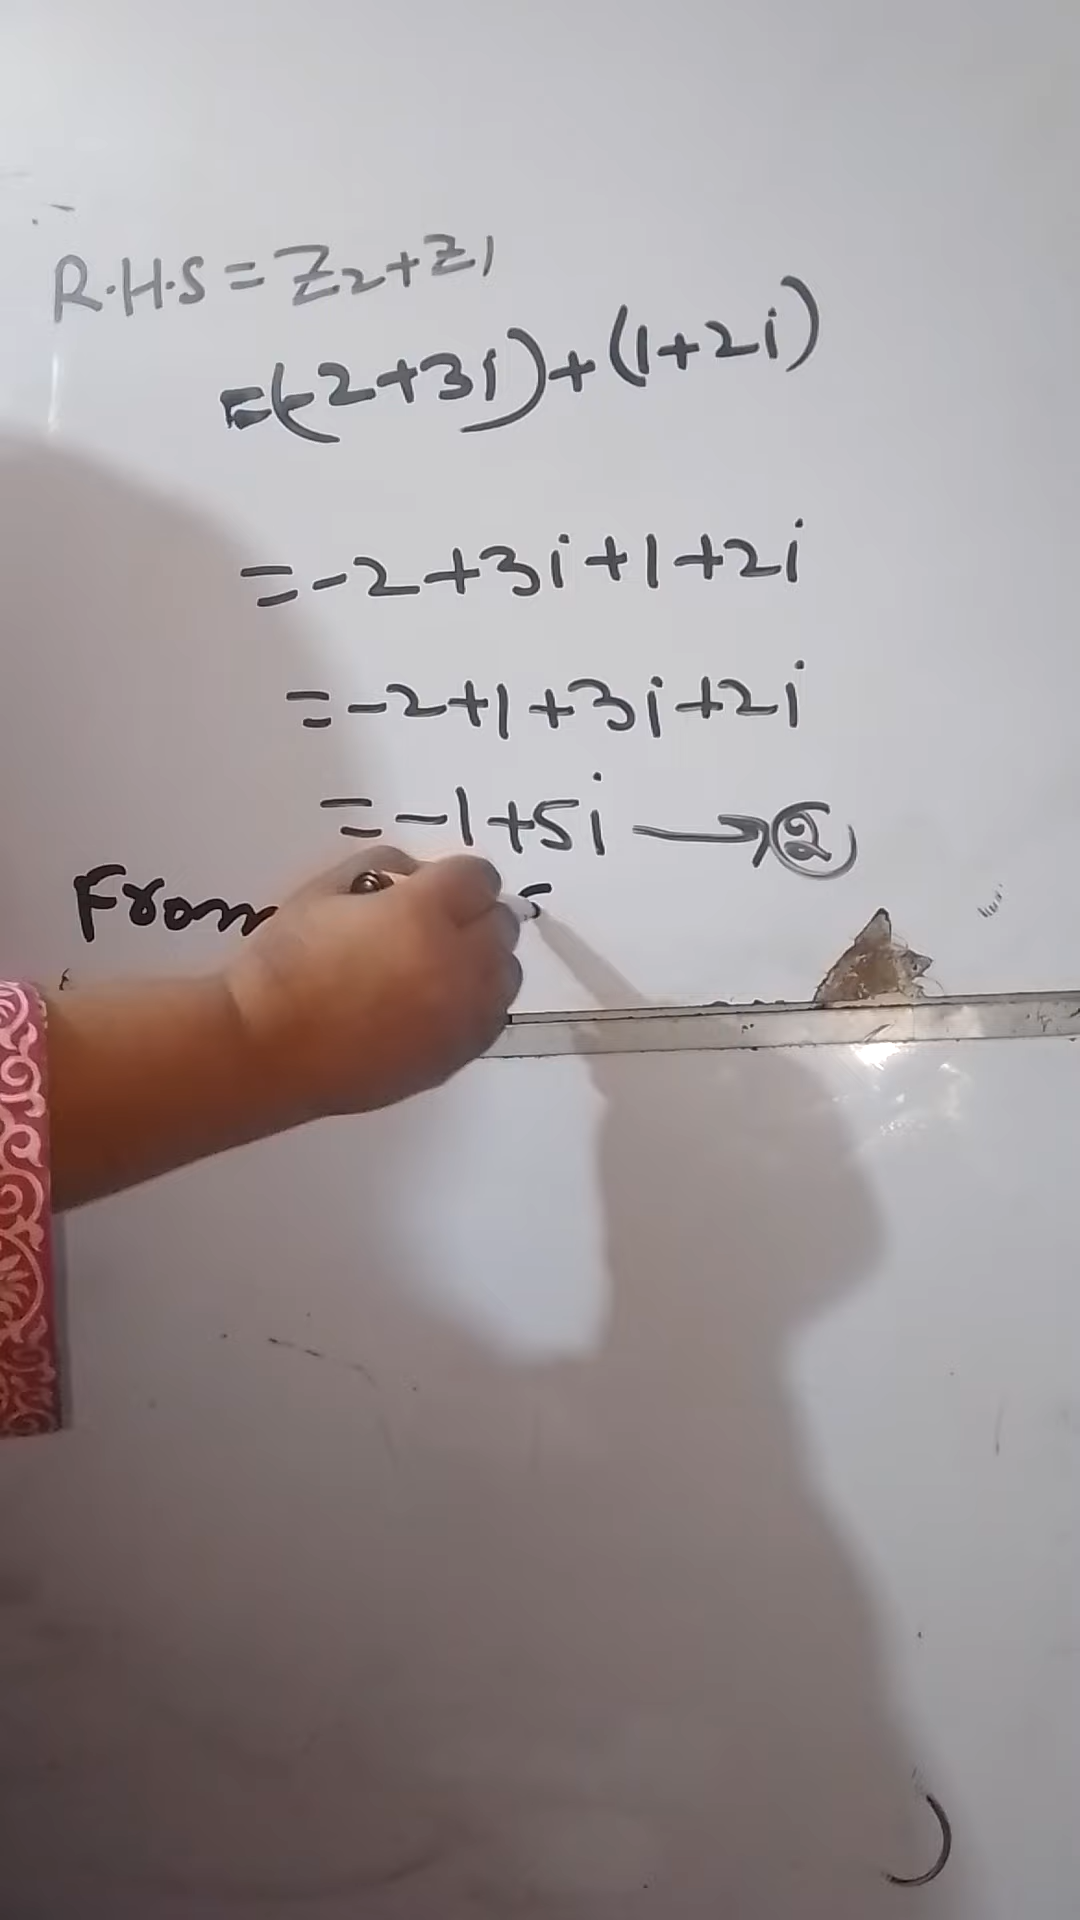 R.H.S = Z2+Z1
=(-2+3i)+(1+2i)
=-2+3i+1+2i
=-2+1+3i+2i
=-1+5i → ②
From